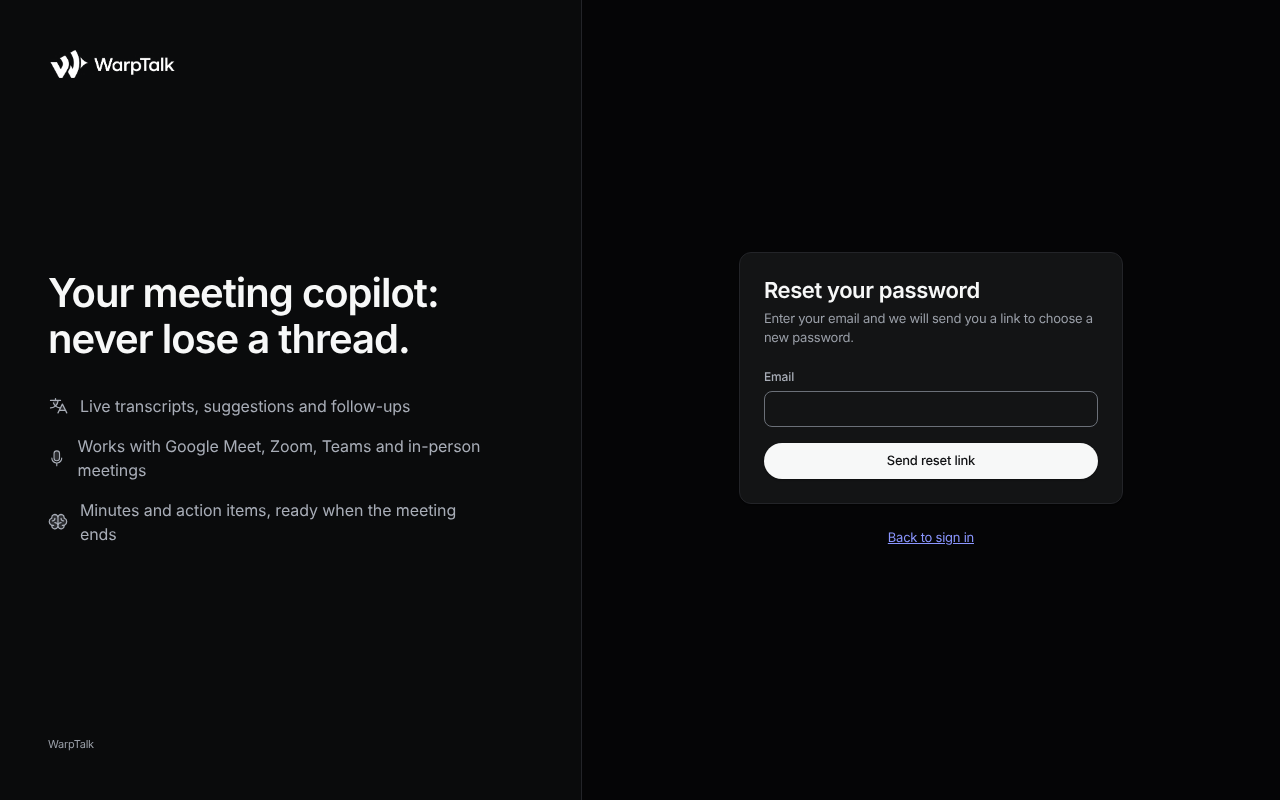 WarpTalk
Your meeting copilot:
never lose a thread.
Live transcripts, suggestions and follow-ups
Works with Google Meet, Zoom, Teams and in-person
meetings
Minutes and action items, ready when the meeting
ends
WarpTalk
Reset your password
Enter your email and we will send you a link to choose a
new password.
Email
Send reset link
Back to sign in